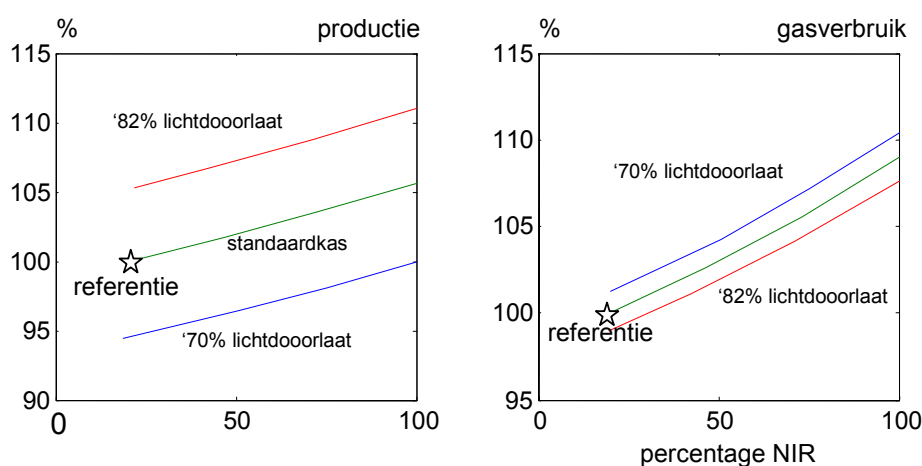 % productie
115
110
105
100
95
90
0 50 100
‘82% lichtdooorlaat
standaardkas
referentie
‘70% lichtdooorlaat
% gasverbruik
115
110
105
100
95
0 50 100
‘70% lichtdooorlaat
‘82% lichtdooorlaat
referentie
percentage NIR